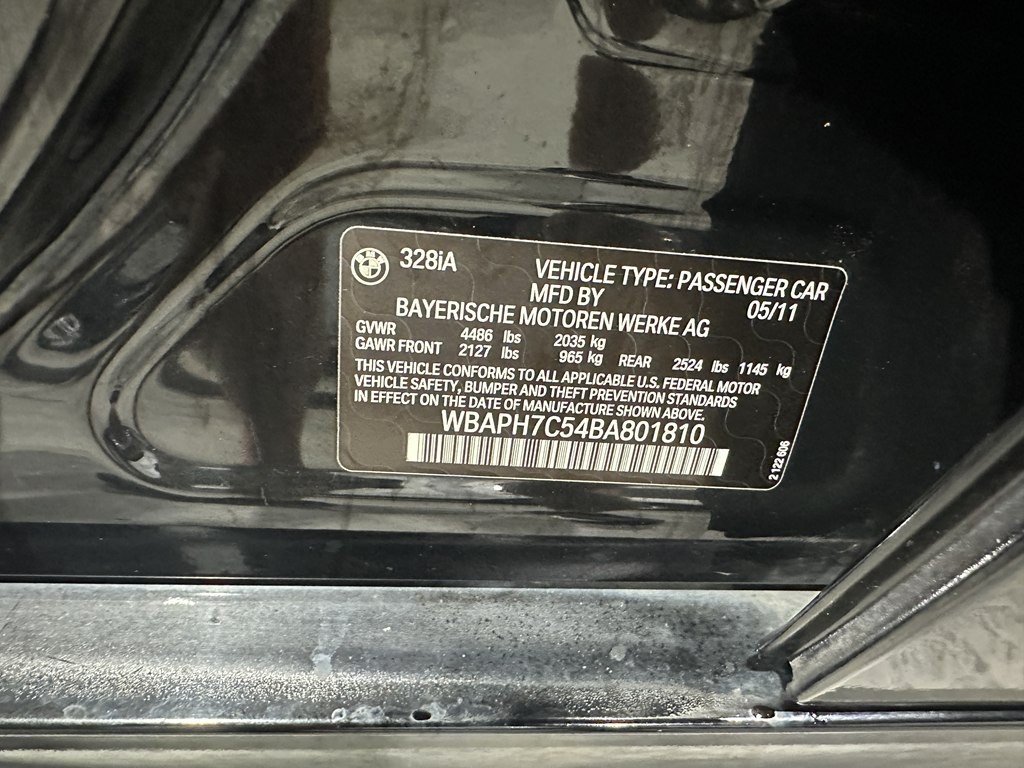 BMW 328iA VEHICLE TYPE: PASSENGER CAR
MFD BY 05/11
BAYERISCHE MOTOREN WERKE AG
GVWR 4486 lbs 2035 kg
GAWR FRONT 2127 lbs 965 kg REAR 2524 lbs 1145 kg
THIS VEHICLE CONFORMS TO ALL APPLICABLE U.S. FEDERAL MOTOR
VEHICLE SAFETY, BUMPER AND THEFT PREVENTION STANDARDS
IN EFFECT ON THE DATE OF MANUFACTURE SHOWN ABOVE.
WBAPH7C54BA801810
2 122 606